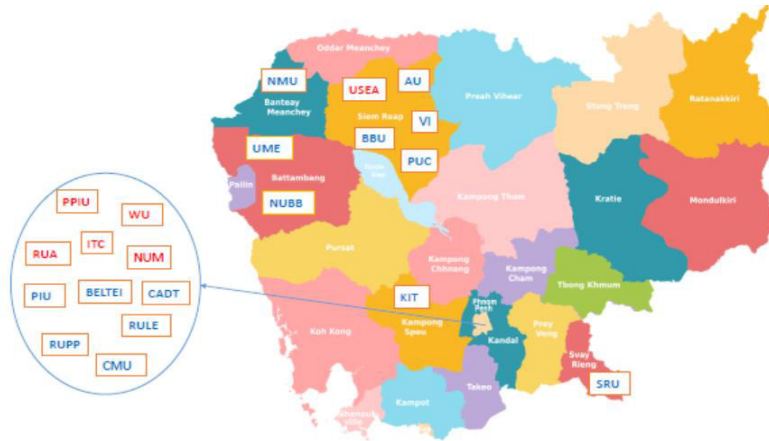 Oddar Meanchey
NMU
USEA
AU
Preah Vihear
Stung Treng
Ratanakkiri
Banteay
Meanchey
Siem Reap
VI
BBU
UME
PUC
Battambang
Pailin
Kampong Thom
Kratie
Mondulkiri
NUBB
PPIU
WU
RUA
ITC
NUM
Pursat
Kampong
Chhnang
Kampong
Cham
Tbong Khmum
PIU
BELTEI
CADT
KIT
Phnom
Penh
RULE
Koh Kong
Kampong
Speu
Kandal
Prey
Veng
RUPP
CMU
Svay
Rieng
SRU
Takeo
Kampot